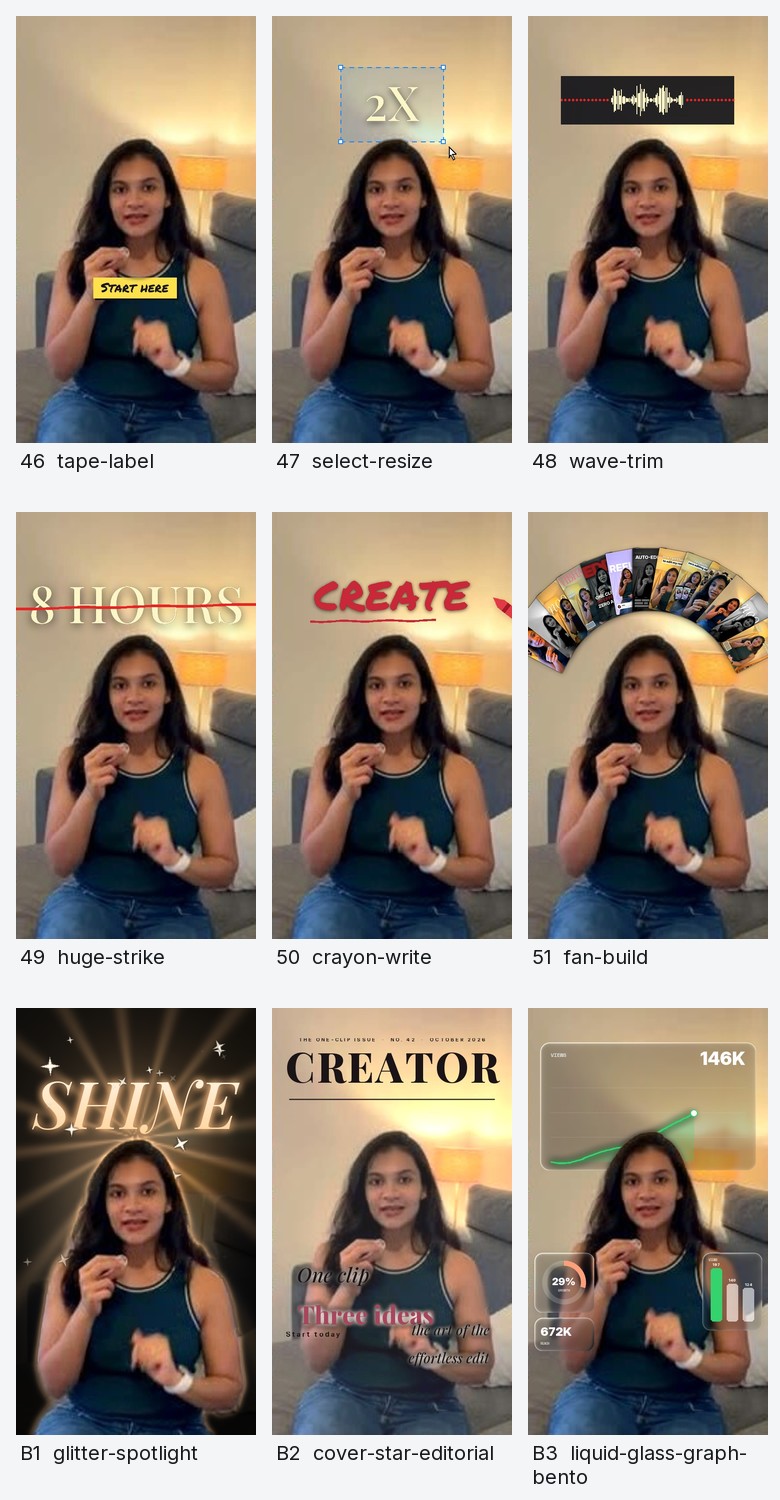 START HERE
2X
46 tape-label
47 select-resize
48 wave-trim
8 HOURS
CREATE
AUTO-ED
49 huge-strike
50 crayon-write
51 fan-build
SHINE
THE ONE-CLIP ISSUE · NO. 42 · OCTOBER 2026
CREATOR
One clip
Three ideas
Start today
the art of the
effortless edit
VIEWS
146K
29%
672K
B1 glitter-spotlight
B2 cover-star-editorial
B3 liquid-glass-graph-
bento